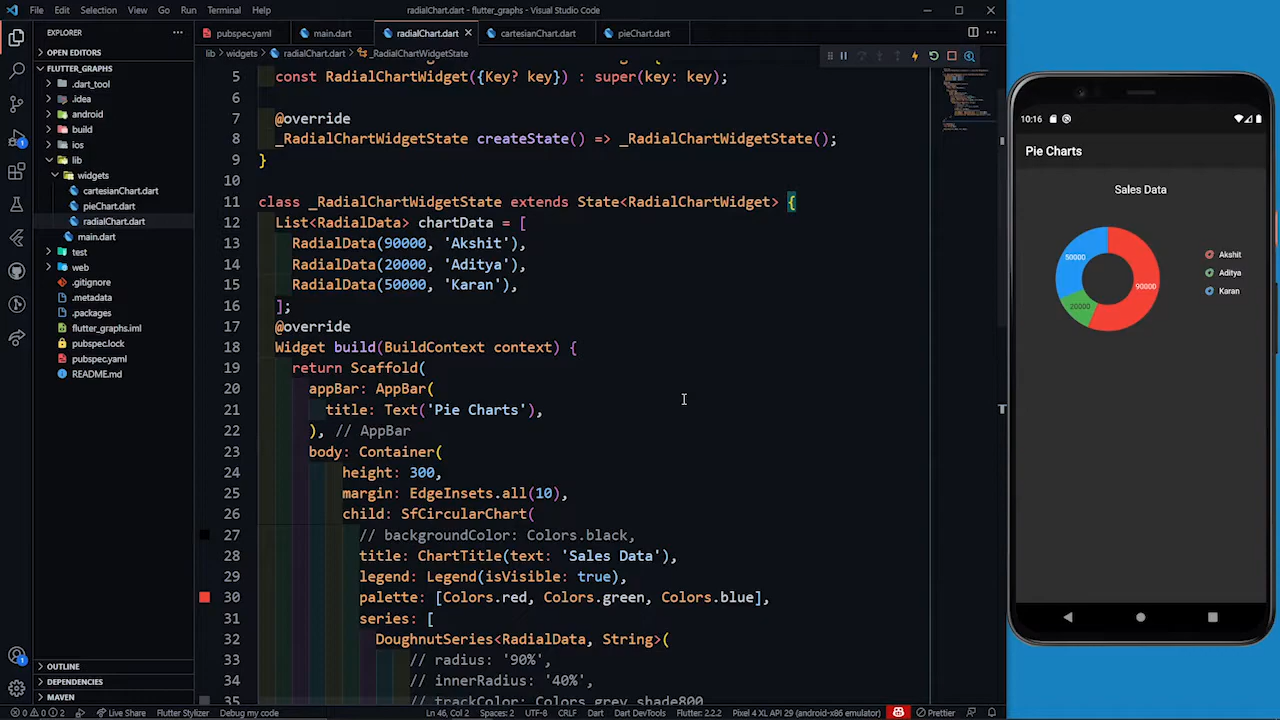 File Edit Selection View Go Run Terminal Help
radialChart.dart - flutter_graphs - Visual Studio Code
EXPLORER
pubspec.yaml
main.dart
radialChart.dart
cartesianChart.dart
pieChart.dart
OPEN EDITORS
lib > widgets > radialChart.dart > _RadialChartWidgetState
FLUTTER_GRAPHS
.dart_tool
.idea
android
build
ios
lib
widgets
cartesianChart.dart
pieChart.dart
radialChart.dart
main.dart
test
web
.gitignore
.metadata
.packages
flutter_graphs.iml
pubspec.lock
pubspec.yaml
README.md
OUTLINE
DEPENDENCIES
MAVEN
5 const RadialChartWidget({Key? key}) : super(key: key);
6
7 @override
8 _RadialChartWidgetState createState() => _RadialChartWidgetState();
9 }
10
11 class _RadialChartWidgetState extends State<RadialChartWidget> {
12 List<RadialData> chartData = [
13 RadialData(90000, 'Akshit'),
14 RadialData(20000, 'Aditya'),
15 RadialData(50000, 'Karan'),
16 ];
17 @override
18 Widget build(BuildContext context) {
19 return Scaffold(
20 appBar: AppBar(
21 title: Text('Pie Charts'),
22 ), // AppBar
23 body: Container(
24 height: 300,
25 margin: EdgeInsets.all(10),
26 child: SfCircularChart(
27 // backgroundColor: Colors.black,
28 title: ChartTitle(text: 'Sales Data'),
29 legend: Legend(isVisible: true),
30 palette: [Colors.red, Colors.green, Colors.blue],
31 series: [
32 DoughnutSeries<RadialData, String>(
33 // radius: '90%',
34 // innerRadius: '40%',
35 // trackColor: Colors.grey.shade800
10:16
Pie Charts
Sales Data
50000
90000
20000
Akshit
Aditya
Karan
0 0 2 Live Share Flutter Stylizer Debug my code
Ln 46, Col 2 Spaces: 2 UTF-8 CRLF Dart Dart DevTools Flutter: 2.2.2 Pixel 4 XL API 29 (android-x86 emulator) Prettier